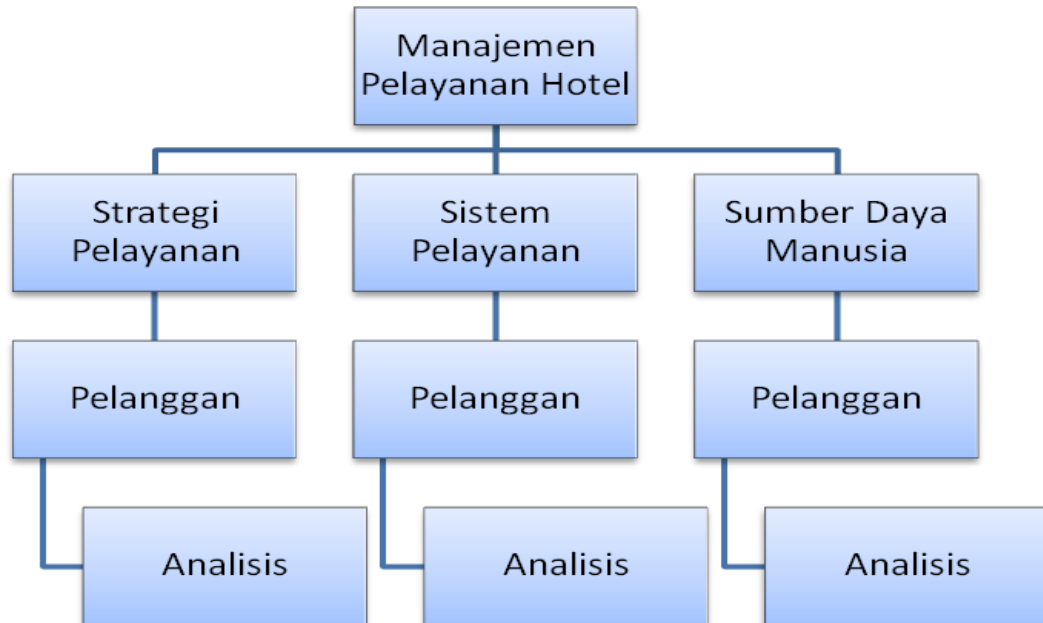 Manajemen
Pelayanan Hotel
Strategi
Pelayanan
Sistem
Pelayanan
Sumber Daya
Manusia
Pelanggan
Pelanggan
Pelanggan
Analisis
Analisis
Analisis